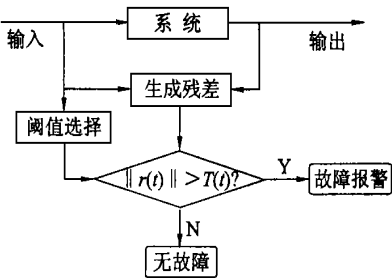 系统
输入
输出
生成残差
阈值选择
‖r(t)‖>T(t)?
Y
故障报警
N
无故障